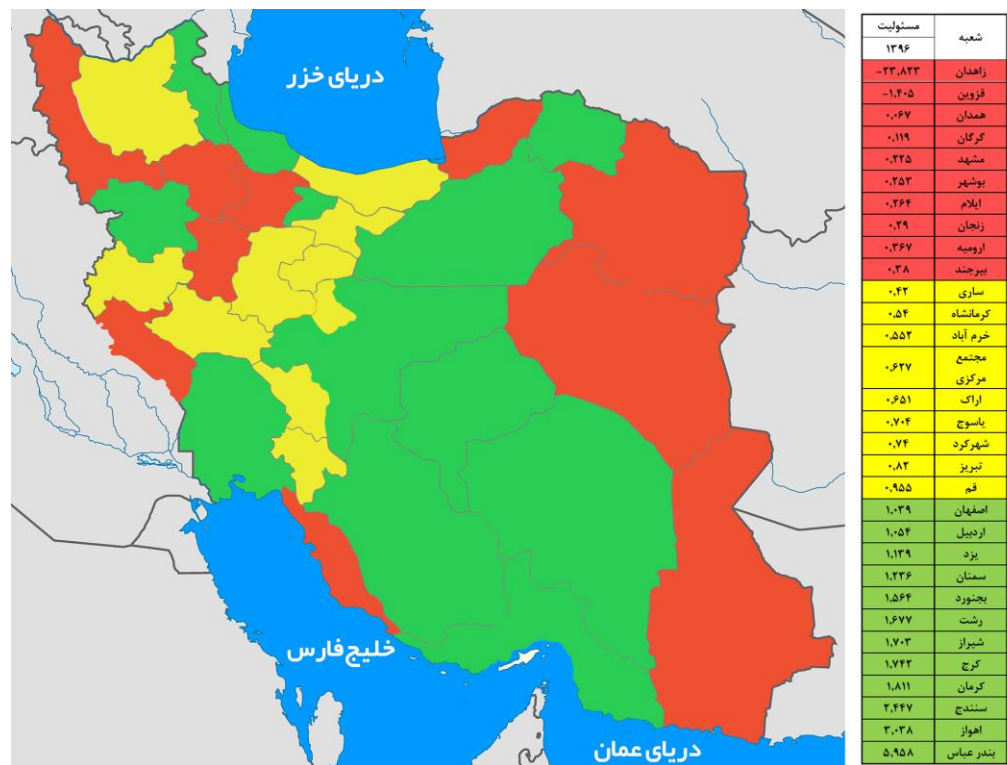 دریای خزر
خلیج فارس
دریای عمان
شعبه مسئولیت
۱۳۹۶
زاهدان -۲۳,۸۲۳
قزوین -۱,۴۰۵
همدان ۰,۰۶۷
گرگان ۰,۱۱۹
مشهد ۰,۲۲۵
بوشهر ۰,۲۵۳
ایلام ۰,۲۶۴
زنجان ۰,۲۹
ارومیه ۰,۳۶۷
بیرجند ۰,۳۸
ساری ۰,۴۲
کرمانشاه ۰,۵۴
خرم آباد ۰,۵۵۲
مجتمع
مرکزی ۰,۶۲۷
اراک ۰,۶۵۱
یاسوج ۰,۷۰۴
شهرکرد ۰,۷۴
تبریز ۰,۸۲
قم ۰,۹۵۵
اصفهان ۱,۰۳۹
اردبیل ۱,۰۵۴
یزد ۱,۱۳۹
سمنان ۱,۲۳۶
بجنورد ۱,۵۶۴
رشت ۱,۶۷۷
شیراز ۱,۷۰۳
کرج ۱,۷۴۲
کرمان ۱,۸۱۱
سنندج ۲,۴۴۷
اهواز ۳,۰۳۸
بندر عباس ۵,۹۵۸